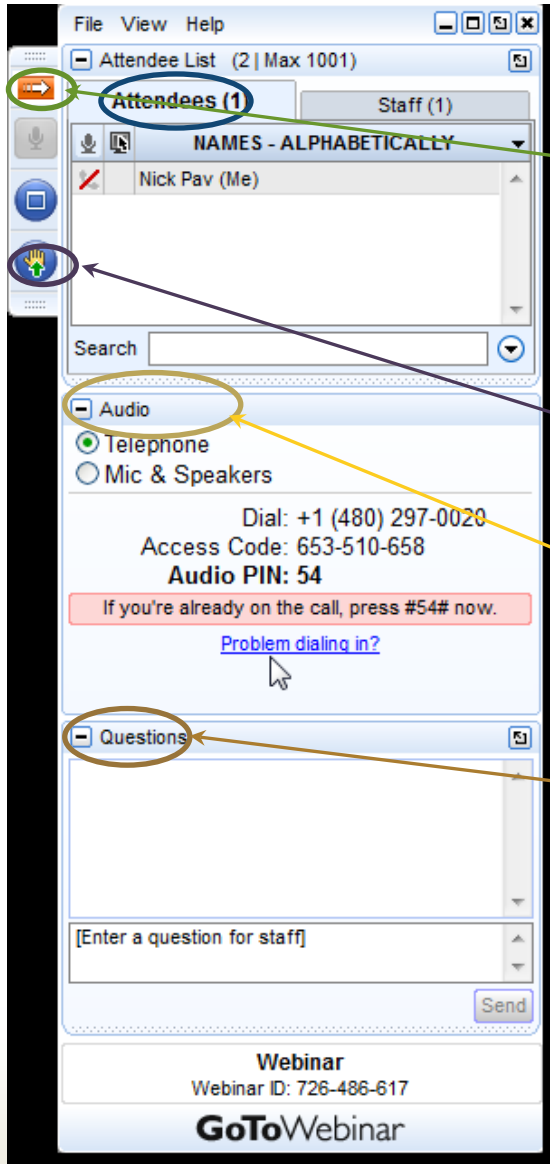 File View Help
Attendee List (2 | Max 1001)
Attendees (1)
Staff (1)
NAMES - ALPHABETICALLY
Nick Pav (Me)
Search
Audio
Telephone
Mic & Speakers
Dial: +1 (480) 297-0020
Access Code: 653-510-658
Audio PIN: 54
If you're already on the call, press #54# now.
Problem dialing in?
Questions
[Enter a question for staff]
Send
Webinar
Webinar ID: 726-486-617
GoToWebinar